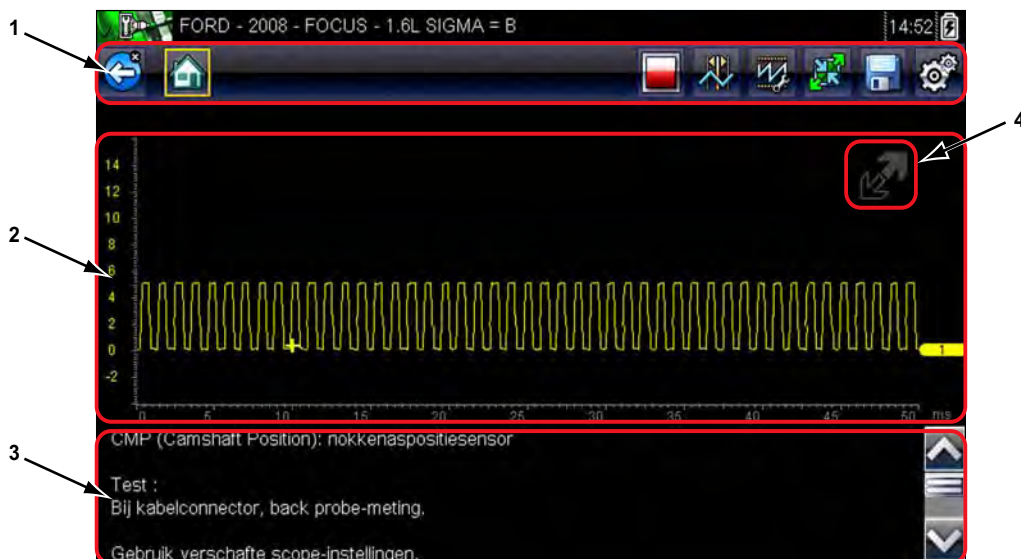 FORD - 2008 - FOCUS - 1.6L SIGMA = B
14:52
1
4
2
3
14
12
10
8
6
4
2
0
-2
1
0 5 10 15 20 25 30 35 40 45 50 ms
CMP (Camshaft Position): nokkenaspositiesensor
Test :
Bij kabelconnector, back probe-meting.
Gebruik verschafte scope-instellingen.